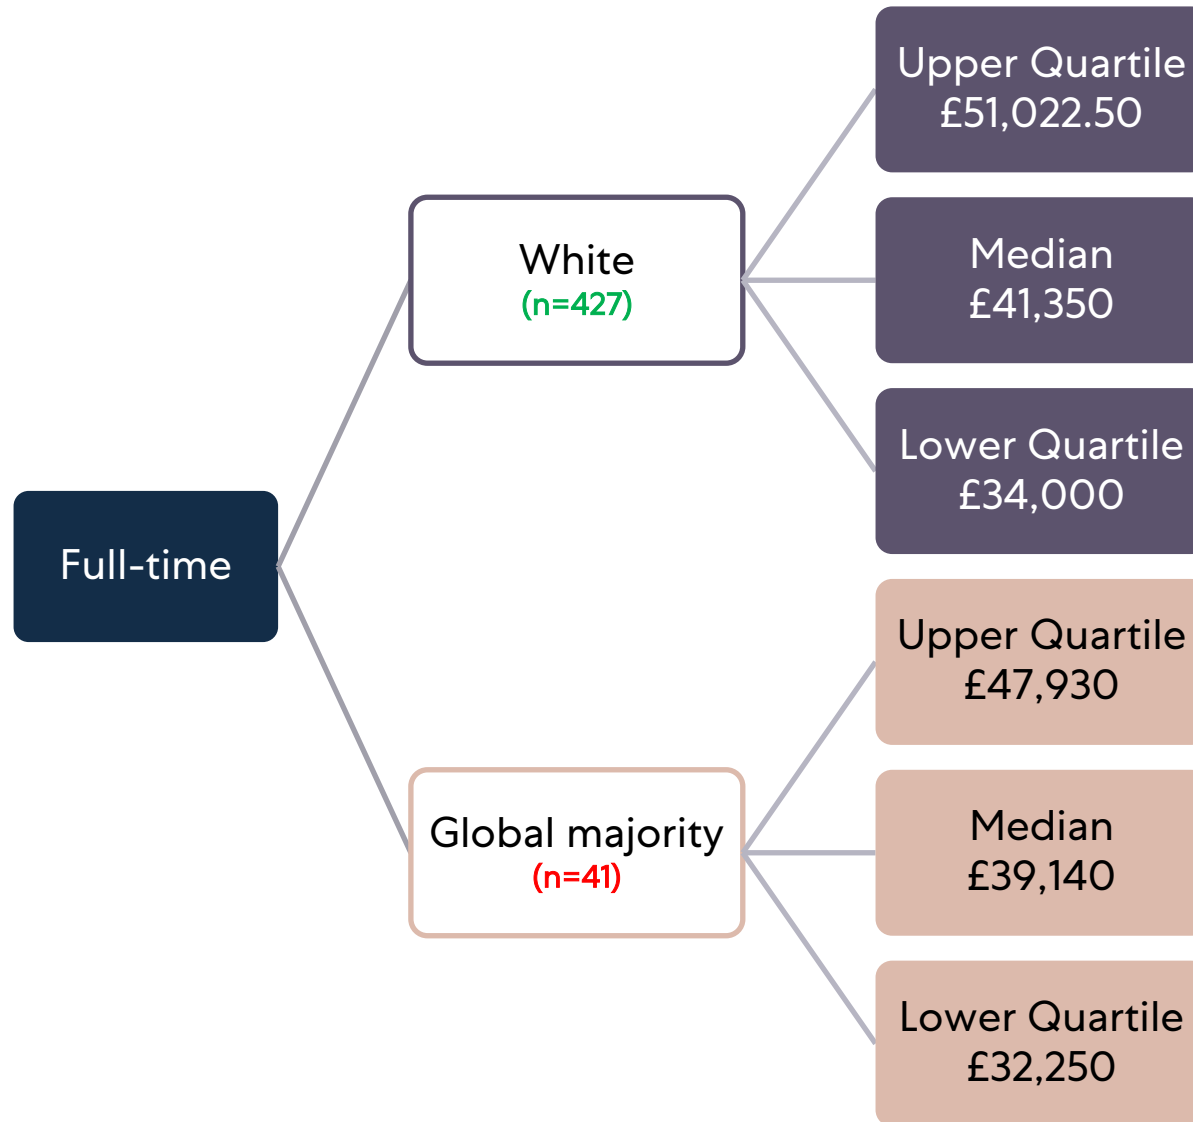 Full-time
White
(n=427)
Upper Quartile
£51,022.50
Median
£41,350
Lower Quartile
£34,000
Global majority
(n=41)
Upper Quartile
£47,930
Median
£39,140
Lower Quartile
£32,250